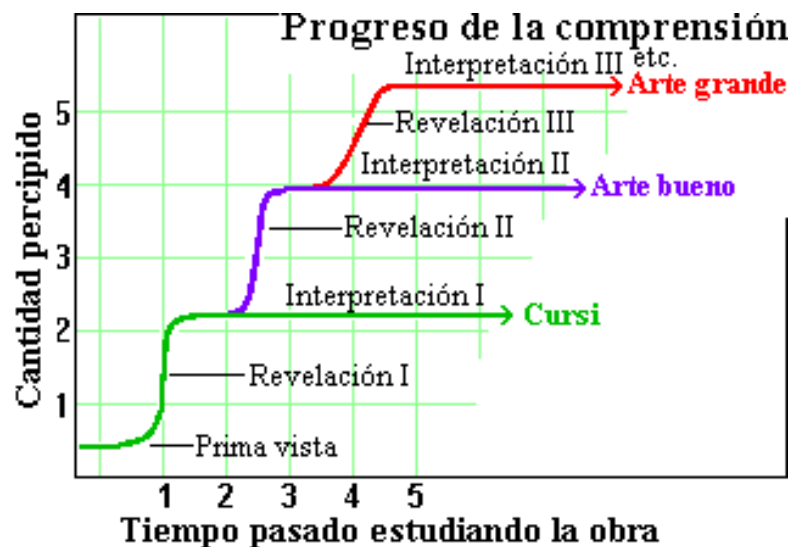 Progreso de la comprensión
Interpretación III etc.
Arte grande
Revelación III
Interpretación II
Arte bueno
Revelación II
Interpretación I
Cursi
Revelación I
Prima vista
Cantidad percipido
5
4
3
2
1
1 2 3 4 5
Tiempo pasado estudiando la obra